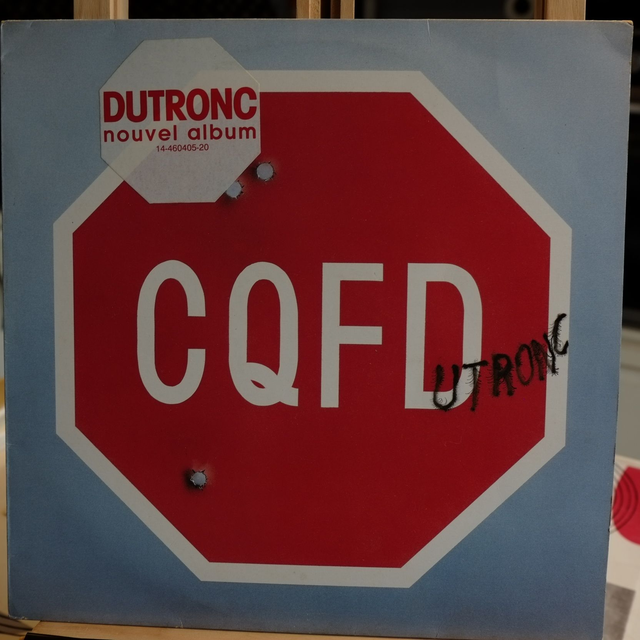 DUTRONC
nouvel album
14-460405-20
CQFD
UTRONC